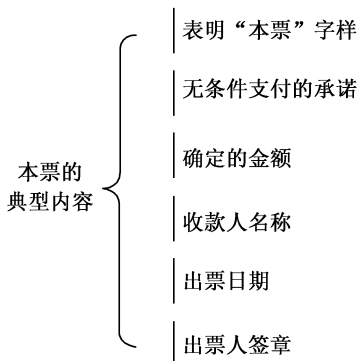 本票的
典型内容
表明“本票”字样
无条件支付的承诺
确定的金额
收款人名称
出票日期
出票人签章